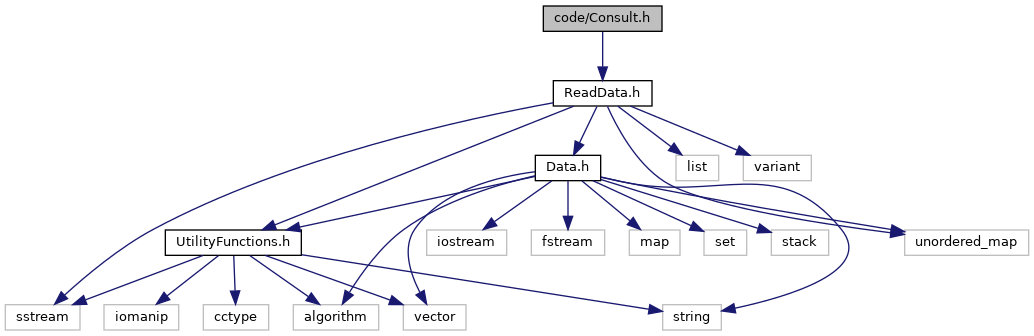 code/Consult.h
ReadData.h
Data.h
list
variant
UtilityFunctions.h
iostream
fstream
map
set
stack
unordered_map
sstream
iomanip
cctype
algorithm
vector
string